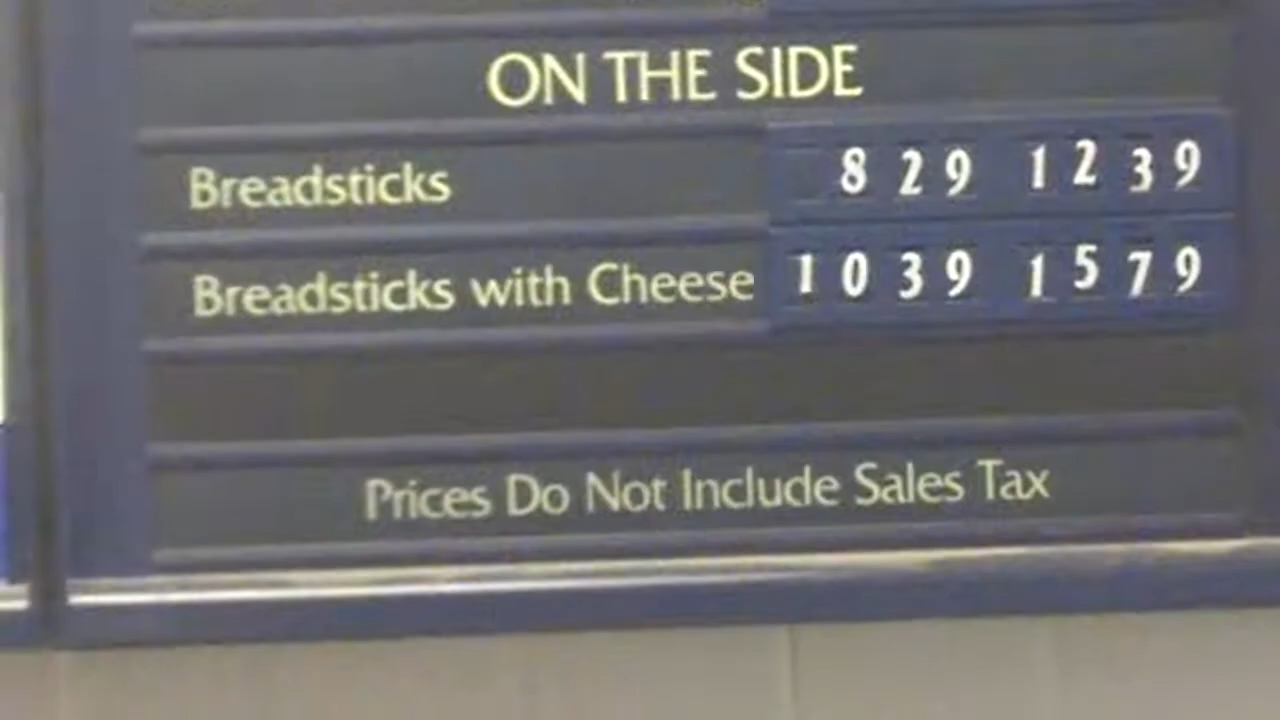 ON THE SIDE
Breadsticks 8 29 12 39
Breadsticks with Cheese 10 39 15 79
Prices Do Not Include Sales Tax